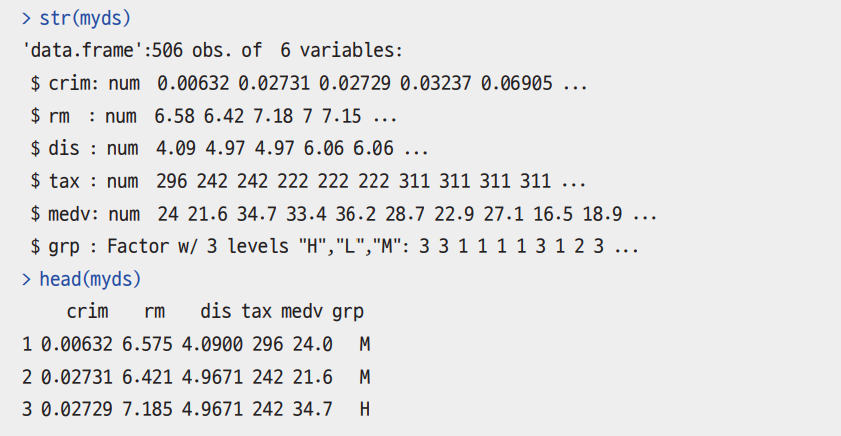 > str(myds)
'data.frame':506 obs. of 6 variables:
$ crim: num 0.00632 0.02731 0.02729 0.03237 0.06905 ...
$ rm : num 6.58 6.42 7.18 7 7.15 ...
$ dis : num 4.09 4.97 4.97 6.06 6.06 ...
$ tax : num 296 242 242 222 222 222 311 311 311 311 ...
$ medv: num 24 21.6 34.7 33.4 36.2 28.7 22.9 27.1 16.5 18.9 ...
$ grp : Factor w/ 3 levels "H","L","M": 3 3 1 1 1 1 3 1 2 3 ...
> head(myds)
crim rm dis tax medv grp
1 0.00632 6.575 4.0900 296 24.0 M
2 0.02731 6.421 4.9671 242 21.6 M
3 0.02729 7.185 4.9671 242 34.7 H